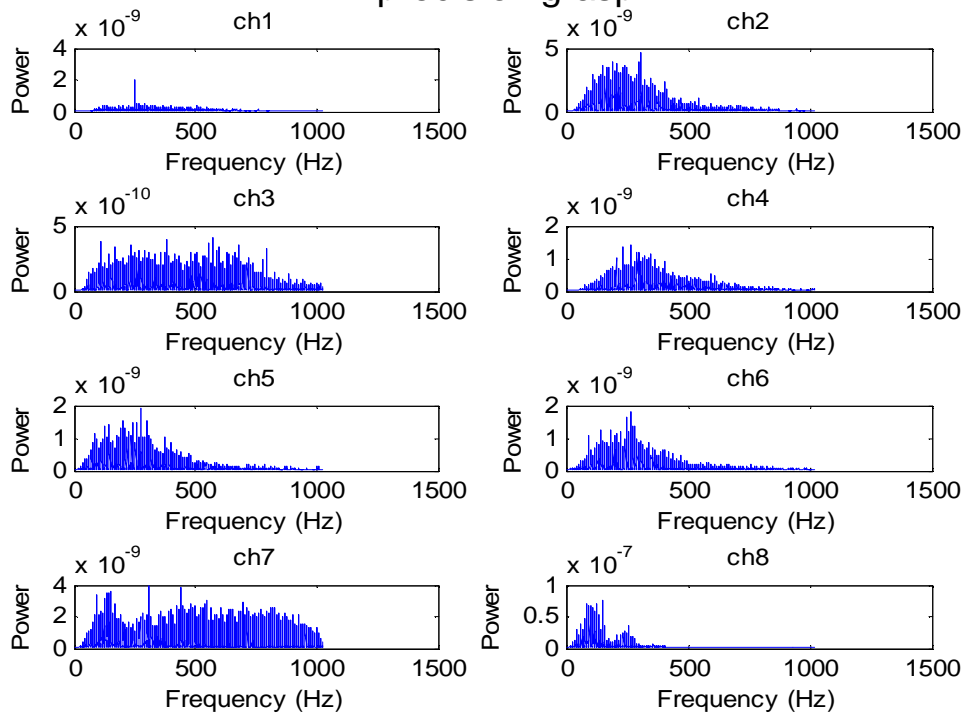 x 10^-9
ch1
Power
4
2
0
0 500 1000 1500
Frequency (Hz)
x 10^-9
ch2
Power
5
0
0 500 1000 1500
Frequency (Hz)
x 10^-10
ch3
Power
5
0
0 500 1000 1500
Frequency (Hz)
x 10^-9
ch4
Power
2
1
0
0 500 1000 1500
Frequency (Hz)
x 10^-9
ch5
Power
2
1
0
0 500 1000 1500
Frequency (Hz)
x 10^-9
ch6
Power
2
1
0
0 500 1000 1500
Frequency (Hz)
x 10^-9
ch7
Power
4
2
0
0 500 1000 1500
Frequency (Hz)
x 10^-7
ch8
Power
1
0.5
0
0 500 1000 1500
Frequency (Hz)